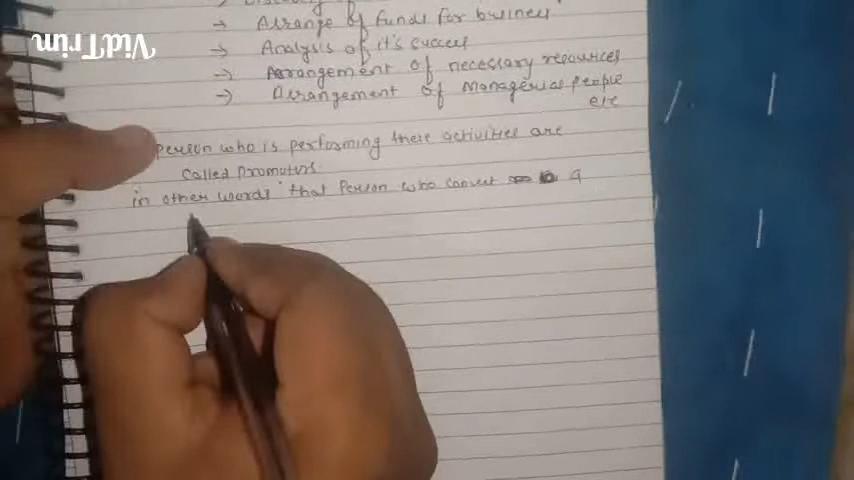 → Arrange of funds for business
→ Analysis of it's success
→ Arrangement of necessary resources
→ Arrangement of Managerial people
etc
person who is performing these activities are
called promoters.
in other words that Person who convert a
VidTrim